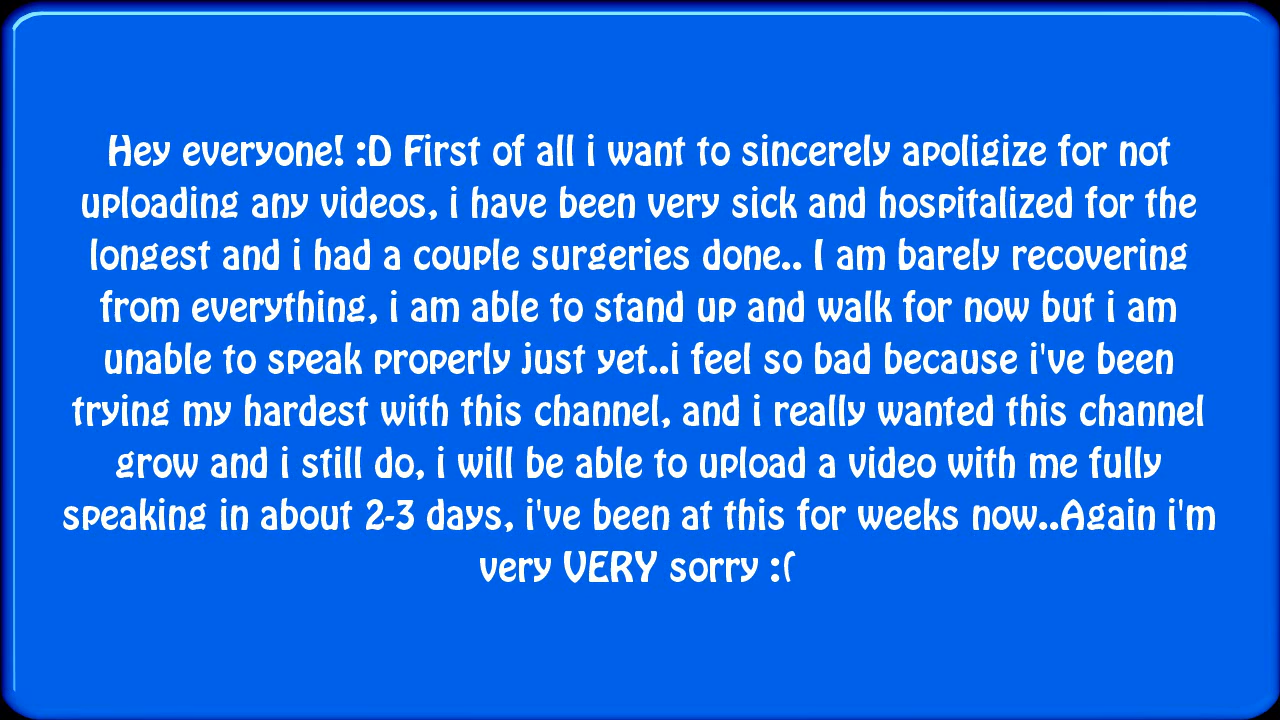 Hey everyone! :D First of all i want to sincerely apoligize for not
uploading any videos, i have been very sick and hospitalized for the
longest and i had a couple surgeries done.. I am barely recovering
from everything, i am able to stand up and walk for now but i am
unable to speak properly just yet..i feel so bad because i've been
trying my hardest with this channel, and i really wanted this channel
grow and i still do, i will be able to upload a video with me fully
speaking in about 2-3 days, i've been at this for weeks now..Again i'm
very VERY sorry :(